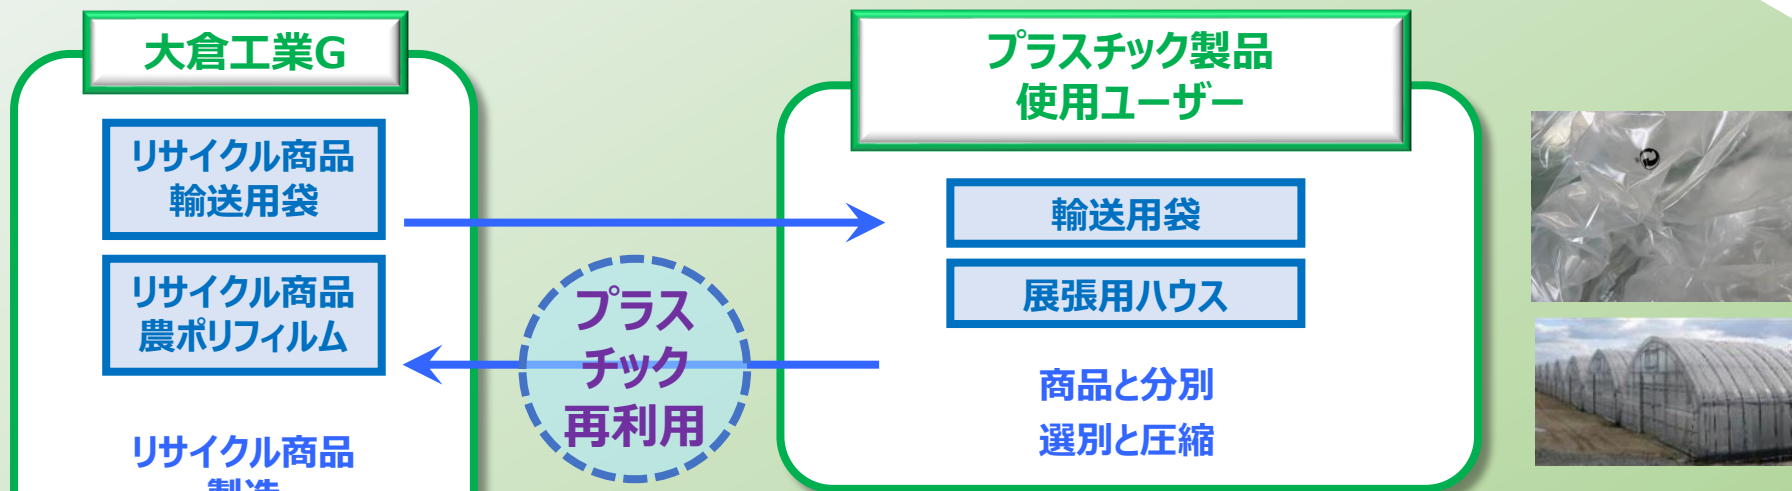 大倉工業G
リサイクル商品
輸送用袋
リサイクル商品
農ポリフィルム
リサイクル商品
製造
プラス
チック
再利用
プラスチック製品
使用ユーザー
輸送用袋
展張用ハウス
商品と分別
選別と圧縮